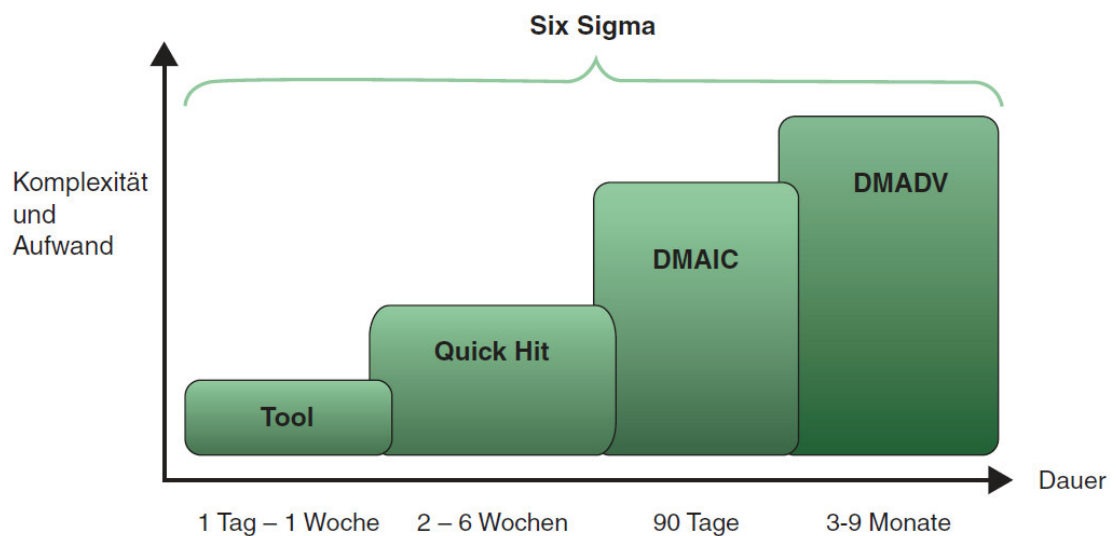 Six Sigma
Komplexität
und
Aufwand
DMADV
DMAIC
Quick Hit
Tool
Dauer
1 Tag – 1 Woche
2 – 6 Wochen
90 Tage
3-9 Monate